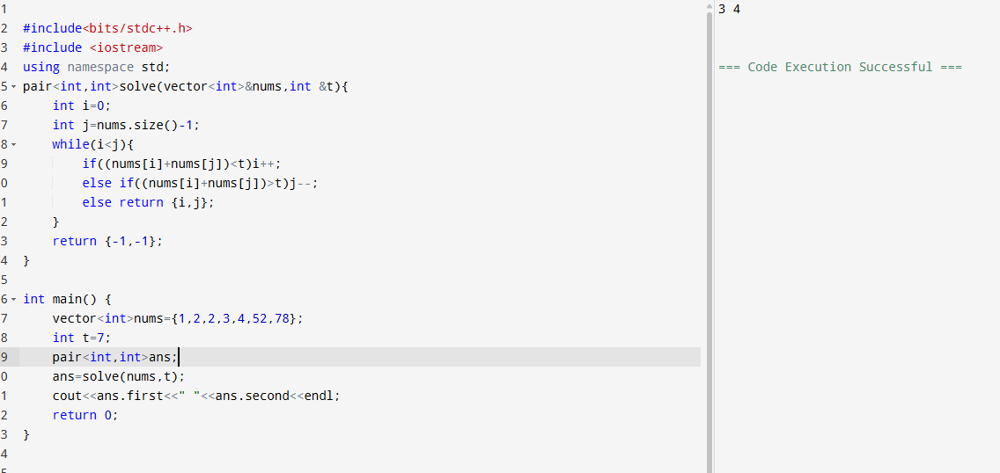 1
2 #include<bits/stdc++.h>
3 #include <iostream>
4 using namespace std;
5 pair<int,int>solve(vector<int>&nums,int &t){
6 int i=0;
7 int j=nums.size()-1;
8 while(i<j){
9 if((nums[i]+nums[j])<t)i++;
0 else if((nums[i]+nums[j])>t)j--;
1 else return {i,j};
2 }
3 return {-1,-1};
4 }
5
6 int main() {
7 vector<int>nums={1,2,2,3,4,52,78};
8 int t=7;
9 pair<int,int>ans;
0 ans=solve(nums,t);
1 cout<<ans.first<<" "<<ans.second<<endl;
2 return 0;
3 }
4
3 4
=== Code Execution Successful ===